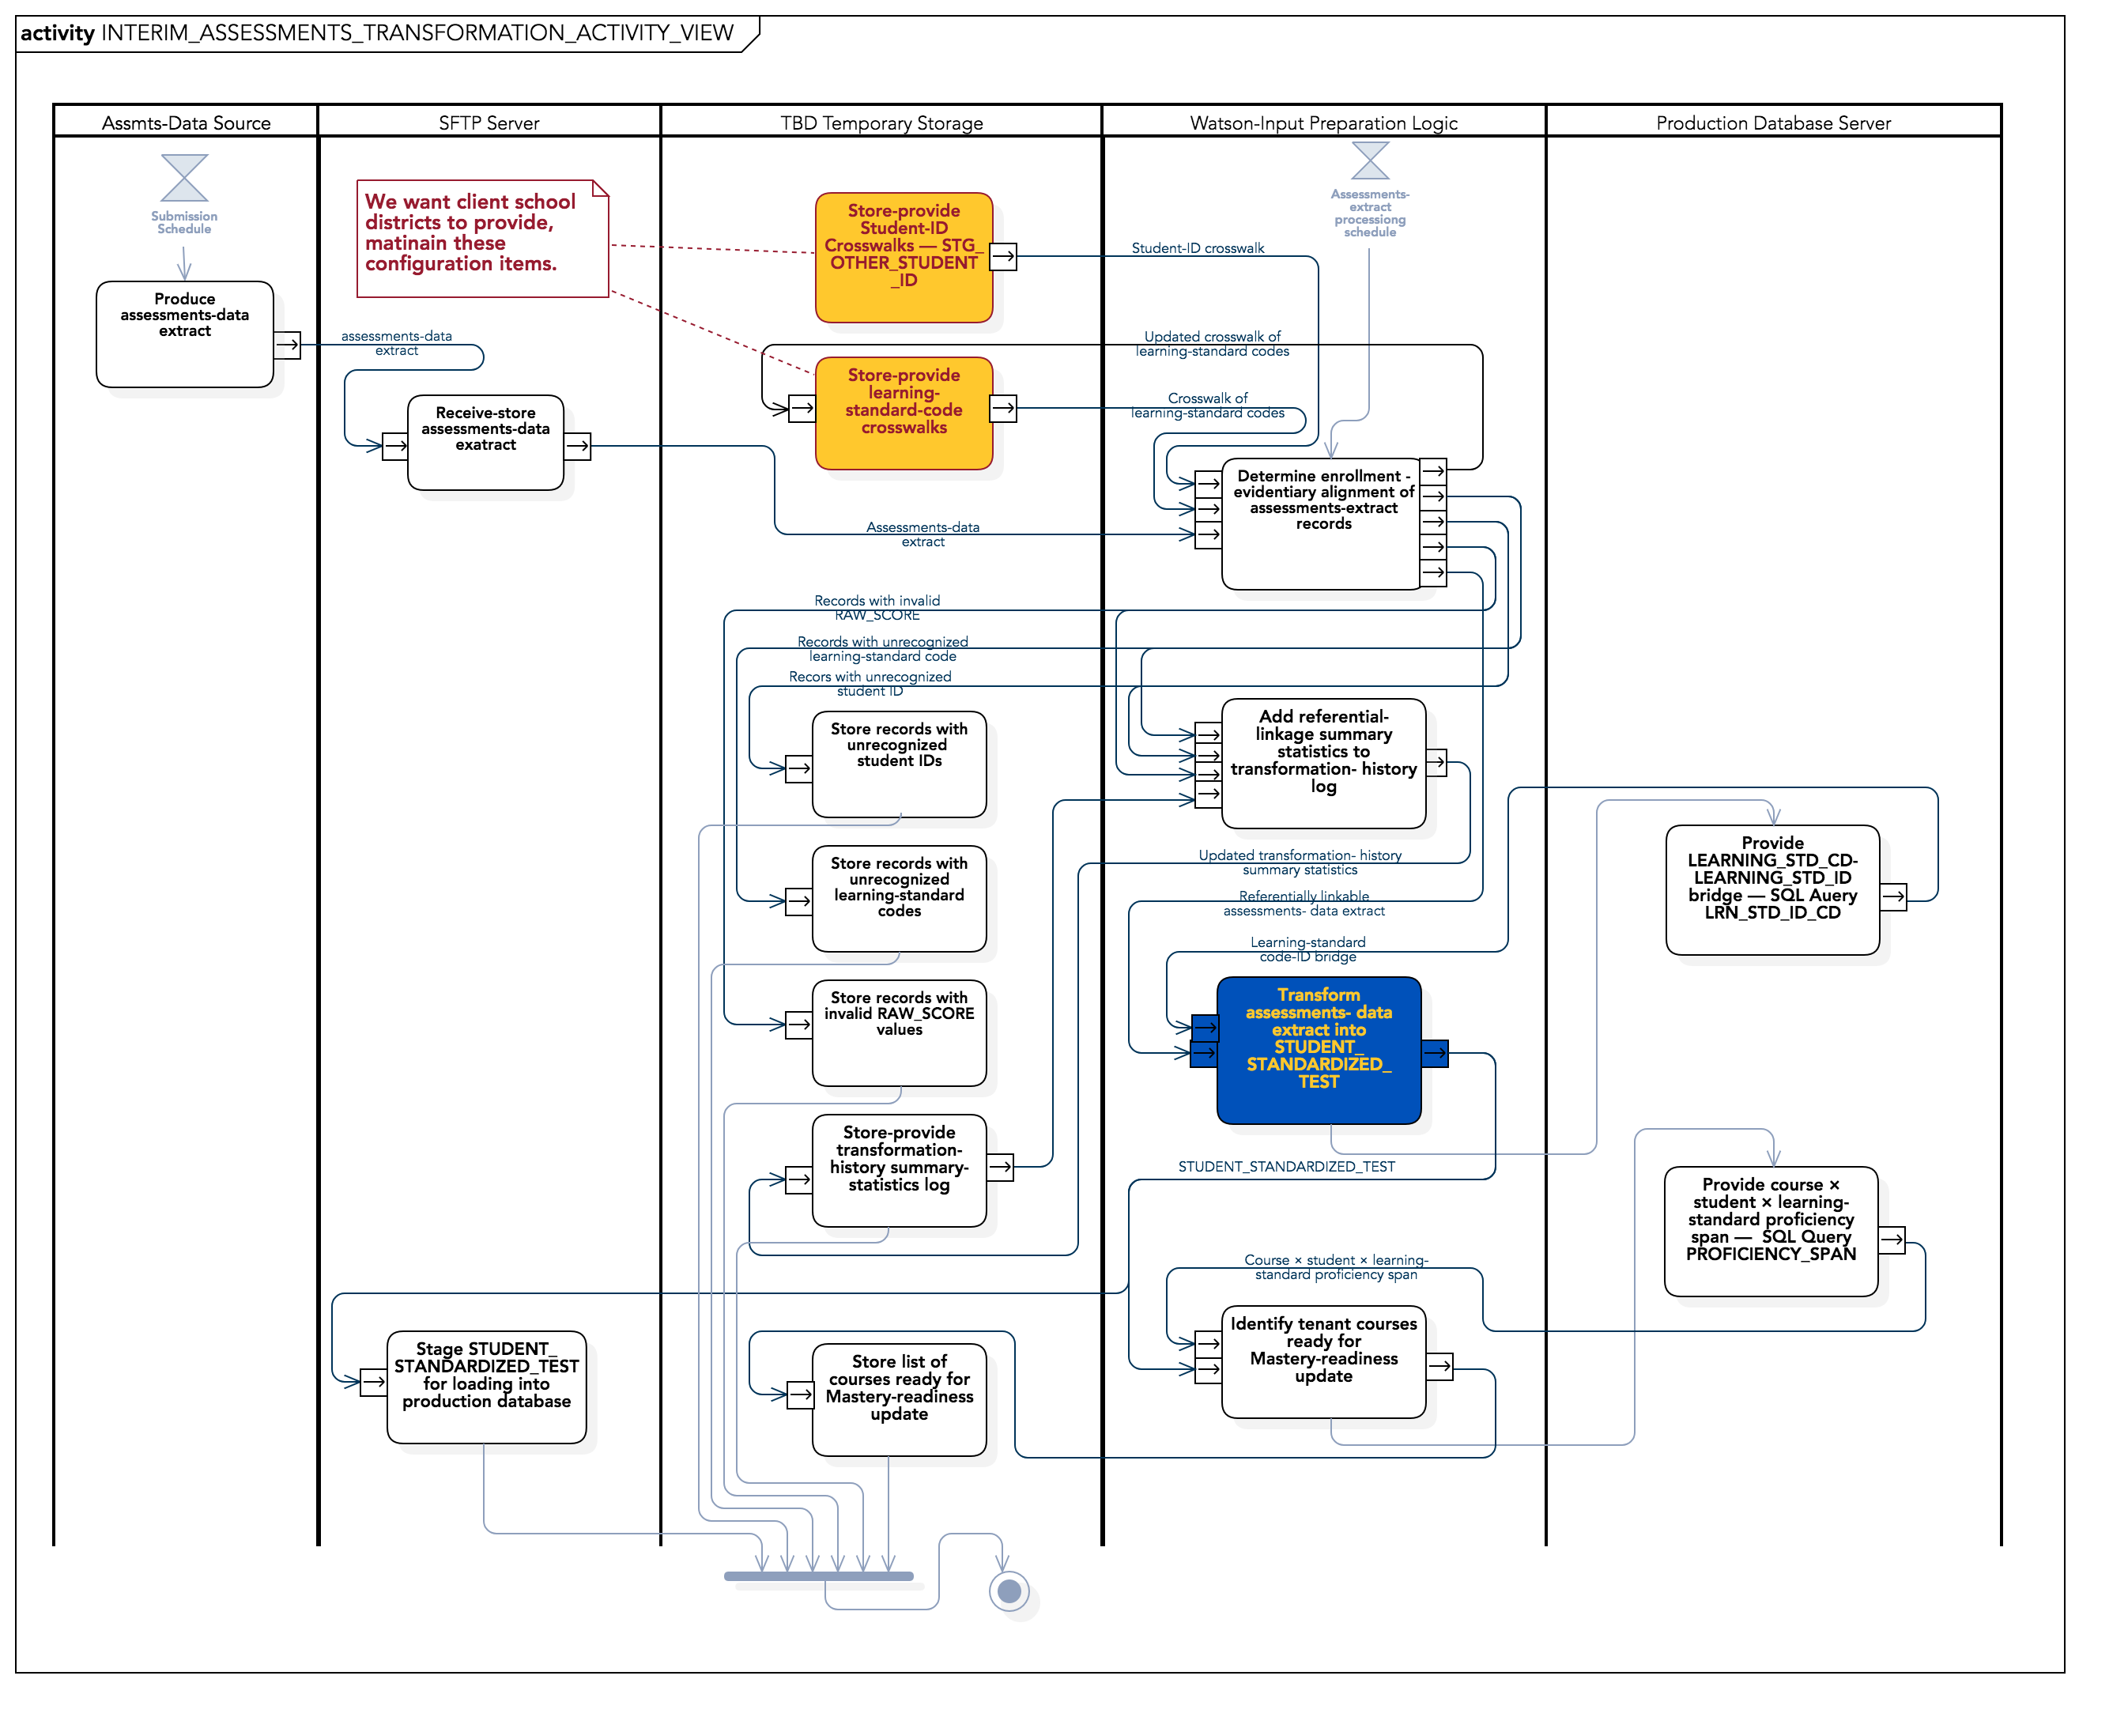 activity INTERIM_ASSESSMENTS_TRANSFORMATION_ACTIVITY_VIEW
Assmts-Data Source
SFTP Server
TBD Temporary Storage
Watson-Input Preparation Logic
Production Database Server
Submission
Schedule
Produce
assessments-data
extract
assessments-data
extract
We want client school
districts to provide,
matinain these
configuration items.
Receive-store
assessments-data
exatract
Store-provide
Student-ID
Crosswalks — STG_
OTHER_STUDENT
_ID
Student-ID crosswalk
Assessments-
extract
processiong
schedule
Updated crosswalk of
learning-standard codes
Store-provide
learning-
standard-code
crosswalks
Crosswalk of
learning-standard codes
Determine enrollment -
evidentiary alignment of
assessments-extract
records
Assessments-data
extract
Records with invalid
RAW_SCORE
Records with unrecognized
learning-standard code
Recors with unrecognized
student ID
Store records with
unrecognized
student IDs
Add referential-
linkage summary
statistics to
transformation- history
log
Store records with
unrecognized
learning-standard
codes
Updated transformation- history
summary statistics
Referentially linkable
assessments- data extract
Learning-standard
code-ID bridge
Provide
LEARNING_STD_CD-
LEARNING_STD_ID
bridge — SQL Auery
LRN_STD_ID_CD
Store records with
invalid RAW_SCORE
values
Transform
assessments- data
extract into
STUDENT_
STANDARDIZED_
TEST
Store-provide
transformation-
history summary-
statistics log
STUDENT_STANDARDIZED_TEST
Provide course ×
student × learning-
standard proficiency
span — SQL Query
PROFICIENCY_SPAN
Course × student × learning-
standard proficiency span
Stage STUDENT_
STANDARDIZED_TEST
for loading into
production database
Store list of
courses ready for
Mastery-readiness
update
Identify tenant courses
ready for
Mastery-readiness
update